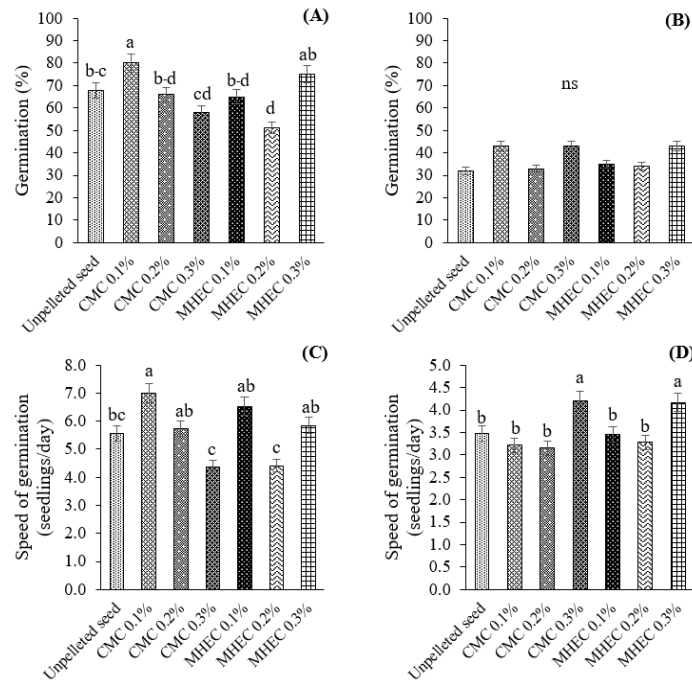 (A)
Germination (%)
100
90
80
70
60
50
40
30
20
10
0
b-c
a
b-d
cd
b-d
d
ab
Unpelleted seed
CMC 0.1%
CMC 0.2%
CMC 0.3%
MHEC 0.1%
MHEC 0.2%
MHEC 0.3%
(B)
Germination (%)
100
90
80
70
60
50
40
30
20
10
0
ns
Unpelleted seed
CMC 0.1%
CMC 0.2%
CMC 0.3%
MHEC 0.1%
MHEC 0.2%
MHEC 0.3%
(C)
Speed of germination
(seedlings/day)
8.0
7.0
6.0
5.0
4.0
3.0
2.0
1.0
0.0
bc
a
ab
c
ab
c
ab
Unpelleted seed
CMC 0.1%
CMC 0.2%
CMC 0.3%
MHEC 0.1%
MHEC 0.2%
MHEC 0.3%
(D)
Speed of germination
(seedlings/day)
5.0
4.5
4.0
3.5
3.0
2.5
2.0
1.5
1.0
0.5
0.0
b
b
b
a
b
b
a
Unpelleted seed
CMC 0.1%
CMC 0.2%
CMC 0.3%
MHEC 0.1%
MHEC 0.2%
MHEC 0.3%